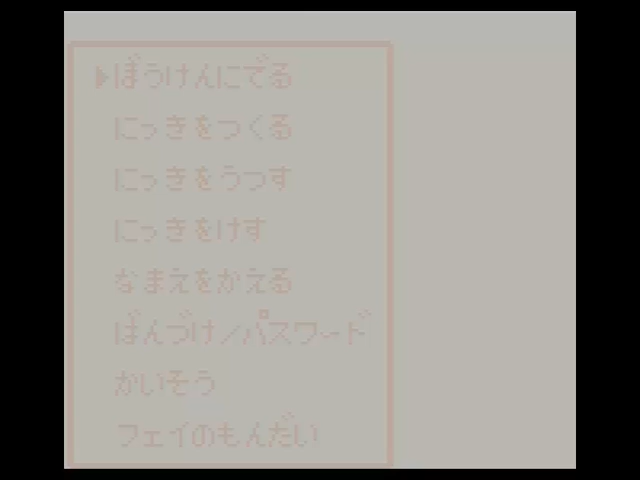 ▶ぼうけんにでる
にっきをつくる
にっきをうつす
にっきをけす
なまえをかえる
ばんづけ／パスワード
かいそう
フェイのもんだい